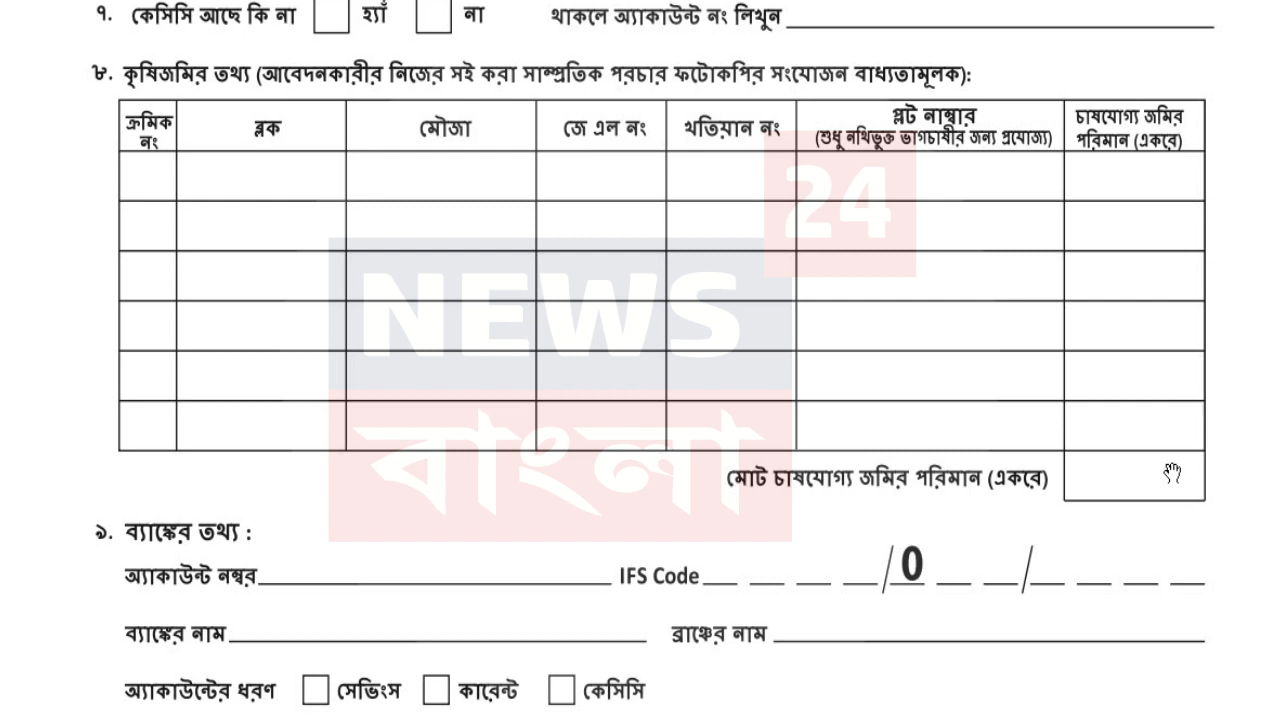 ৭. কেসিসি আছে কি না হ্যাঁ না থাকলে অ্যাকাউন্ট নং লিখুন
৮. কৃষিজমির তথ্য (আবেদনকারীর নিজের সই করা সাম্প্রতিক পরচার ফটোকপির সংযোজন বাধ্যতামূলক):
ক্রমিক নং
ব্লক
মৌজা
জে এল নং
খতিয়ান নং
প্লট নাম্বার
(শুধু নথিভুক্ত ভাগচাষীর জন্য প্রযোজ্য)
চাষযোগ্য জমির
পরিমান (একরে)
24
NEWS
বাংলা
মোট চাষযোগ্য জমির পরিমান (একরে)
৯. ব্যাঙ্কের তথ্য :
অ্যাকাউন্ট নম্বর IFS Code / 0 /
ব্যাঙ্কের নাম ব্রাঞ্চের নাম
অ্যাকাউন্টের ধরণ সেভিংস কারেন্ট কেসিসি